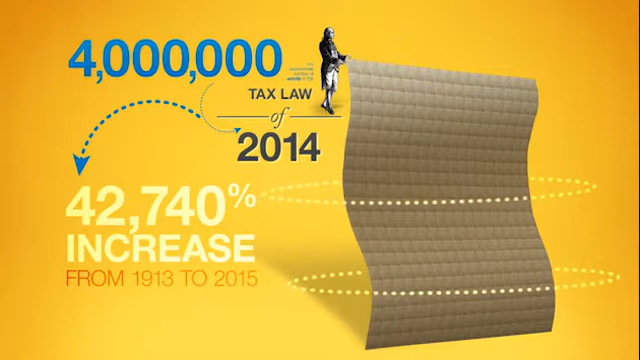 4,000,000
TAX LAW
of
2014
42,740%
INCREASE
FROM 1913 TO 2015